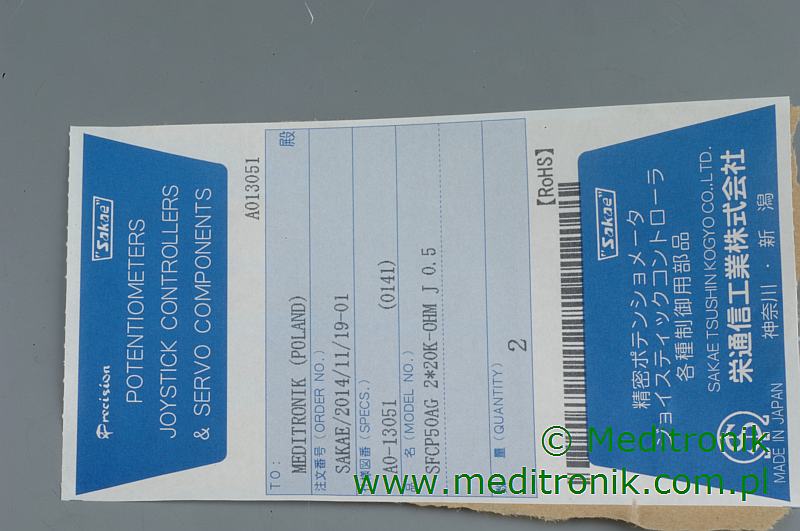 Sakae
Precision
POTENTIOMETERS
JOYSTICK CONTROLLERS
& SERVO COMPONENTS
A013051
TO:
殿
MEDITRONIK (POLAND)
注文番号 (ORDER NO.)
SAKAE/2014/11/19-01
様図番 (SPECS.)
AO-13051 (0141)
名 (MODEL NO.)
SFCP50AG 2*20K-OHM J 0.5
量 (QUANTITY)
2
【RoHS】
Sakae
精密ポテンショメータ
ジョイスティックコントローラ
各種制御用部品
SAKAE TSUSHIN KOGYO CO.,LTD.
栄通信工業株式会社
神奈川・新潟
MADE IN JAPAN
© Meditronik
www.meditronik.com.pl